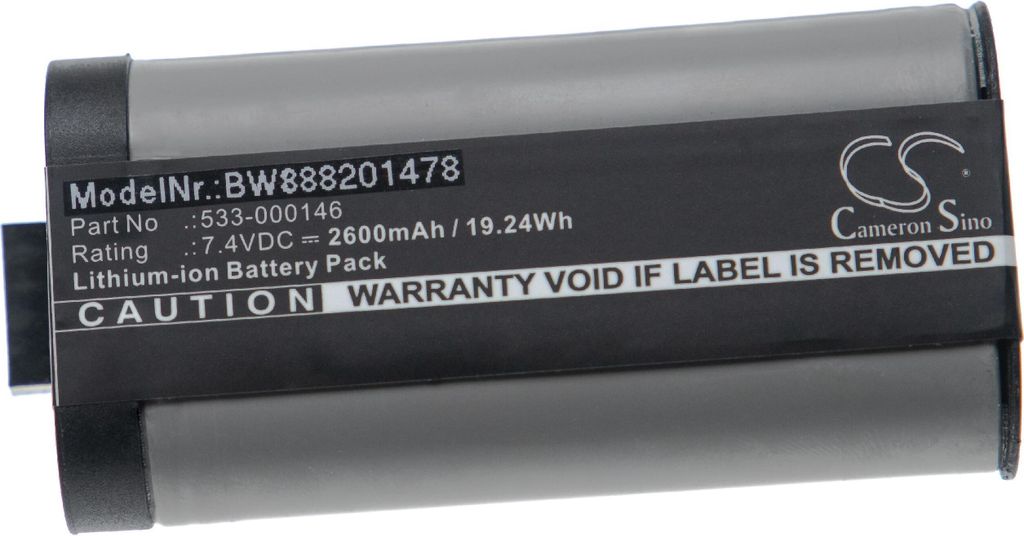 ModelNr.:BW888201478
Part No .:533-000146
Rating .:7.4VDC ⎓ 2600mAh / 19.24Wh
Lithium-ion Battery Pack
CAUTION WARRANTY VOID IF LABEL IS REMOVED
CS®
Cameron Sino